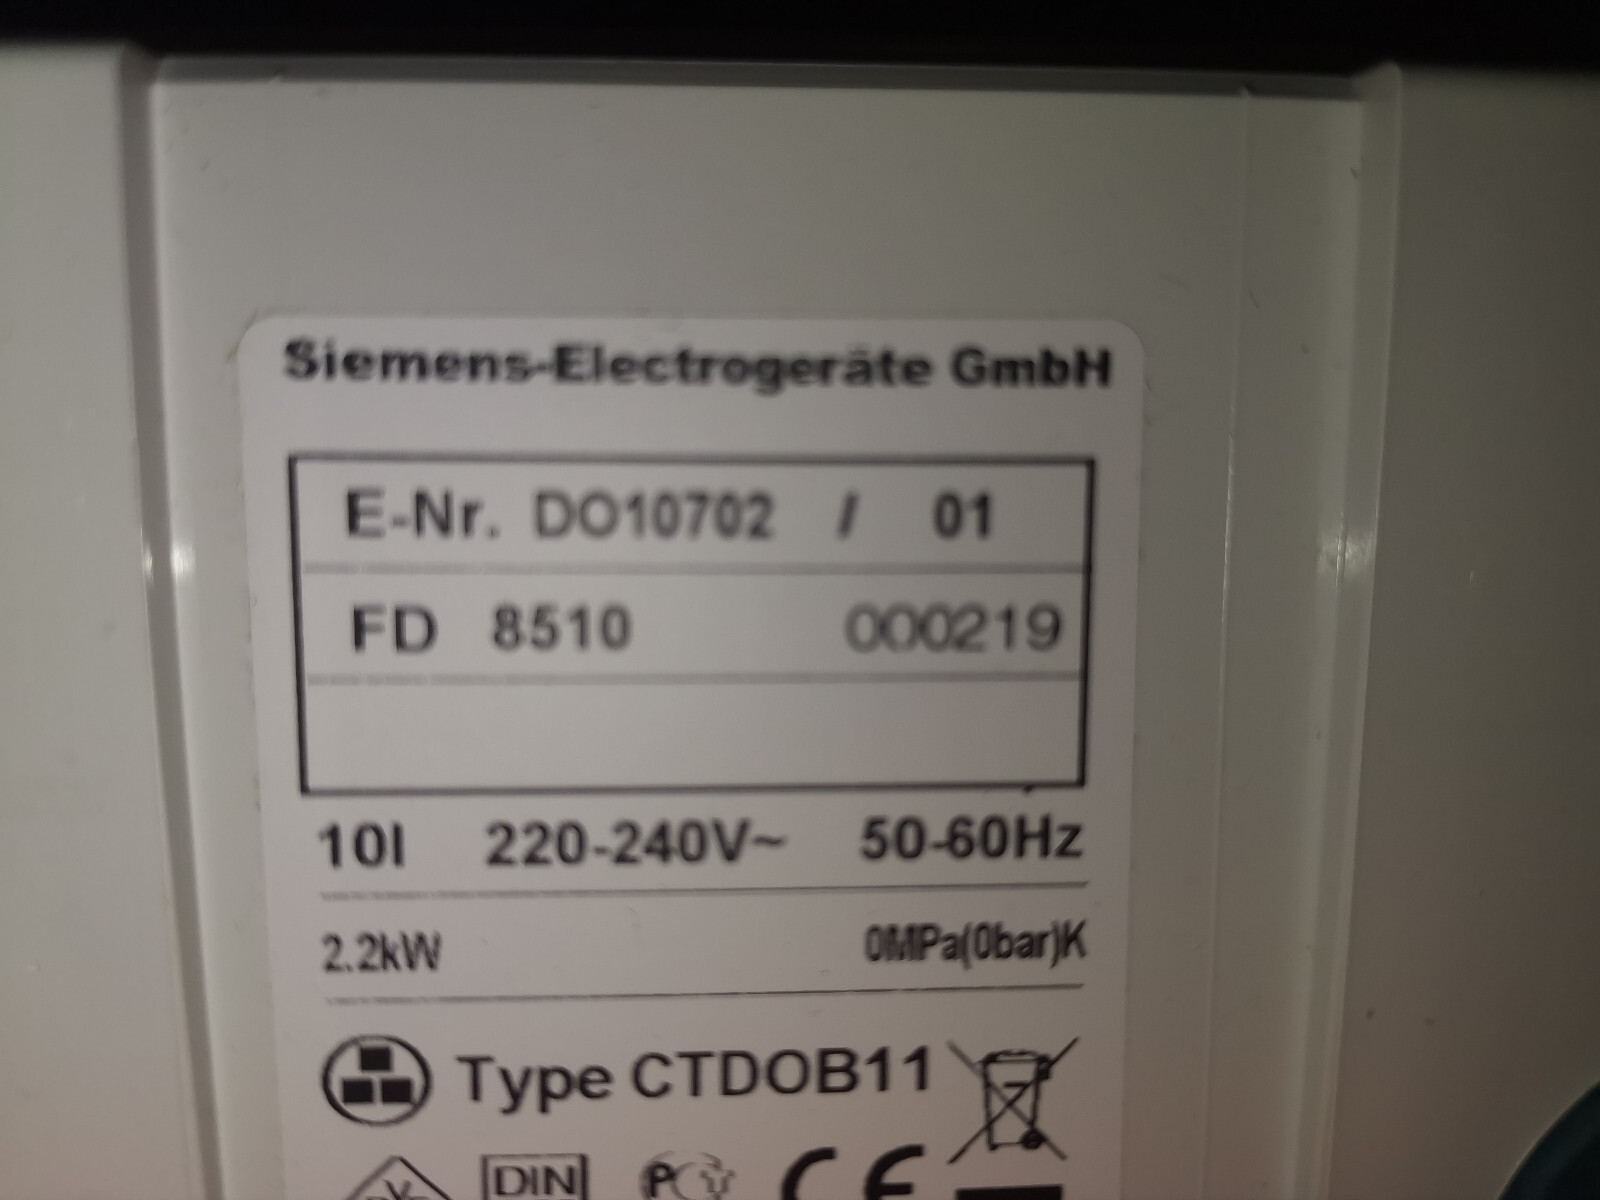 Siemens-Electrogeräte GmbH
E-Nr. DO10702 / 01
FD 8510 000219
10l 220-240V~ 50-60Hz
2.2kW 0MPa(0bar)K
Type CTDOB11
DIN PG CE